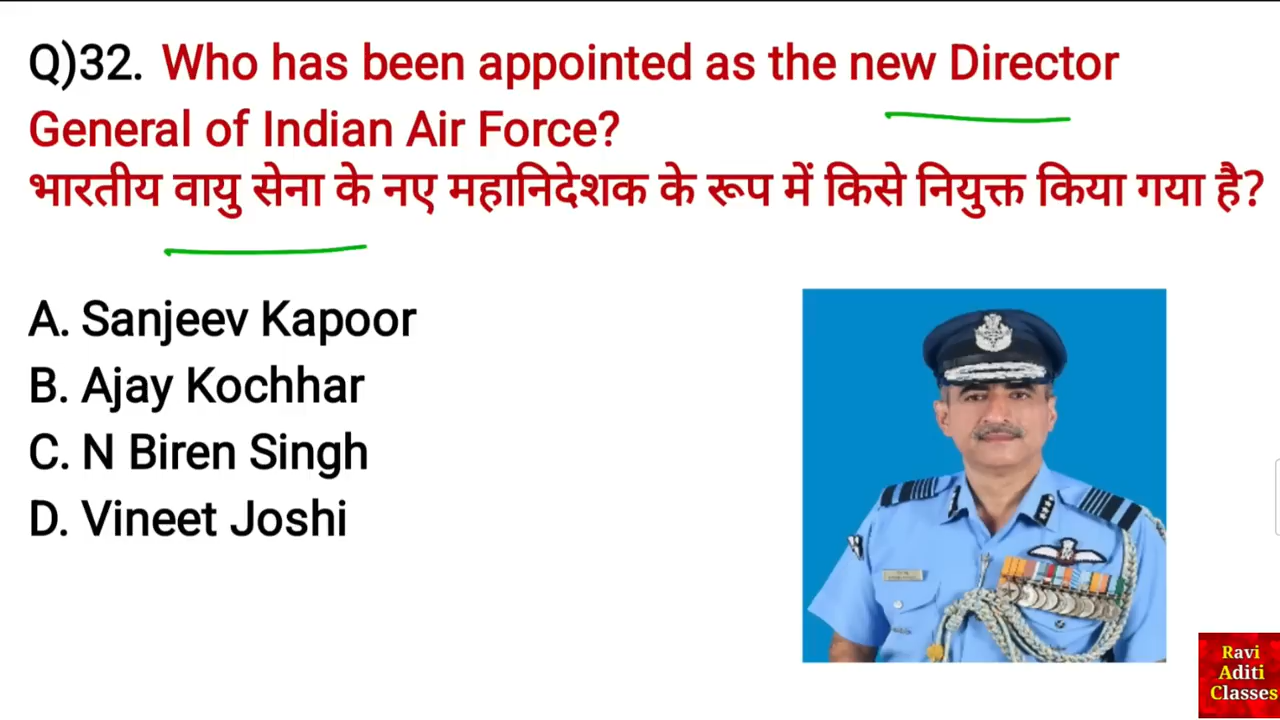 Q)32. Who has been appointed as the new Director
General of Indian Air Force?
भारतीय वायु सेना के नए महानिदेशक के रूप में किसे नियुक्त किया गया है?
A. Sanjeev Kapoor
B. Ajay Kochhar
C. N Biren Singh
D. Vineet Joshi
Ravi
Aditi
Classes